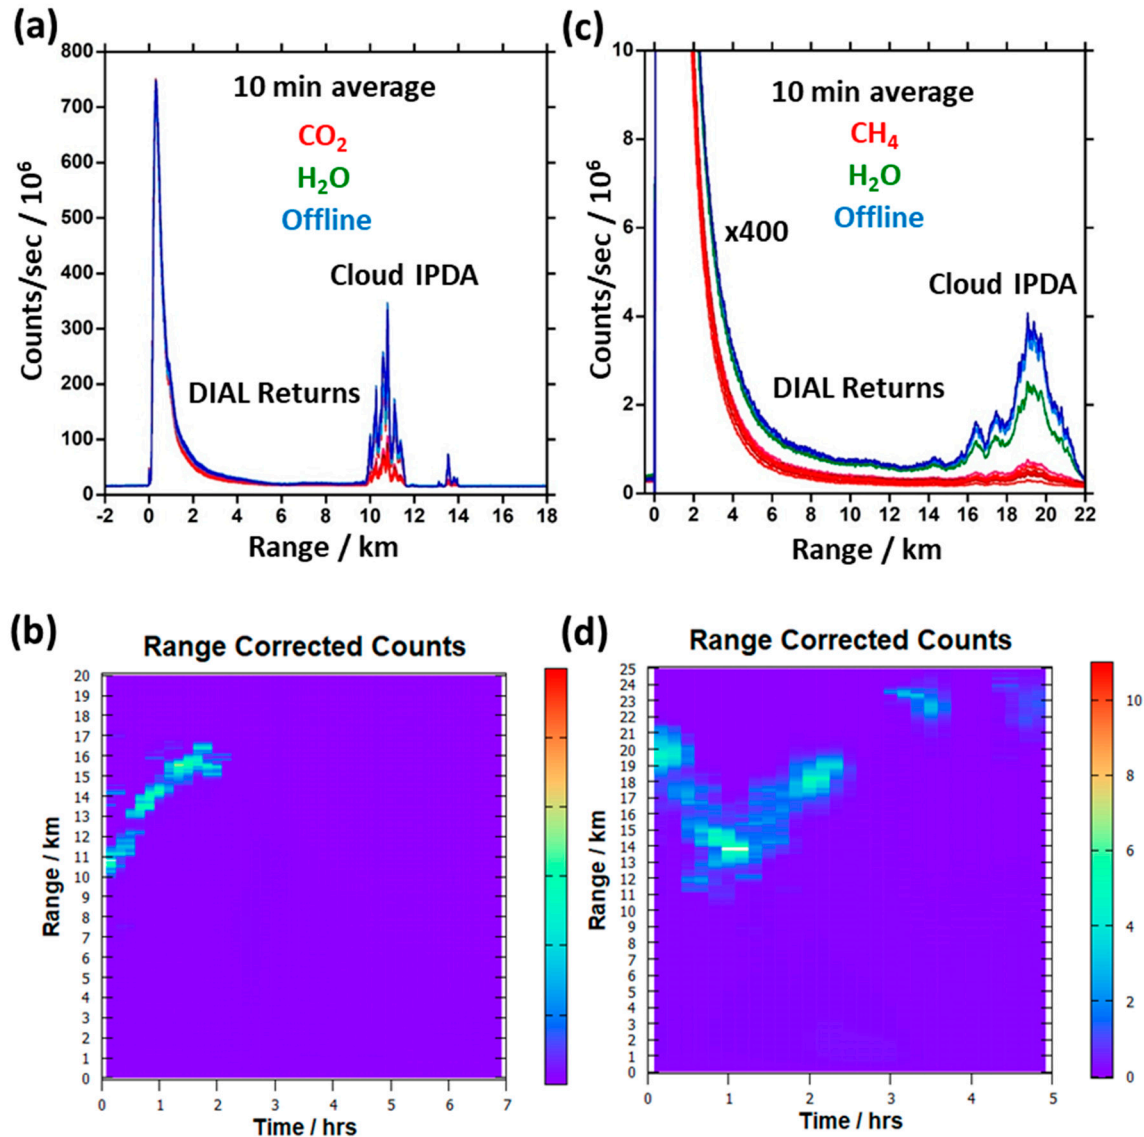 (a)
800
700
600
500
400
300
200
100
0
Counts/sec / 10⁶
10 min average
CO₂
H₂O
Offline
Cloud IPDA
DIAL Returns
-2 0 2 4 6 8 10 12 14 16 18
Range / km
(c)
10
8
6
4
2
0
Counts/sec / 10⁶
10 min average
CH₄
H₂O
Offline
x400
Cloud IPDA
DIAL Returns
0 2 4 6 8 10 12 14 16 18 20 22
Range / km
(b)
Range Corrected Counts
20
19
18
17
16
15
14
13
12
11
10
9
8
7
6
5
4
3
2
1
0
Range / km
0 1 2 3 4 5 6 7
Time / hrs
(d)
Range Corrected Counts
25
24
23
22
21
20
19
18
17
16
15
14
13
12
11
10
9
8
7
6
5
4
3
2
1
0
Range / km
0 1 2 3 4 5
Time / hrs
10
8
6
4
2
0